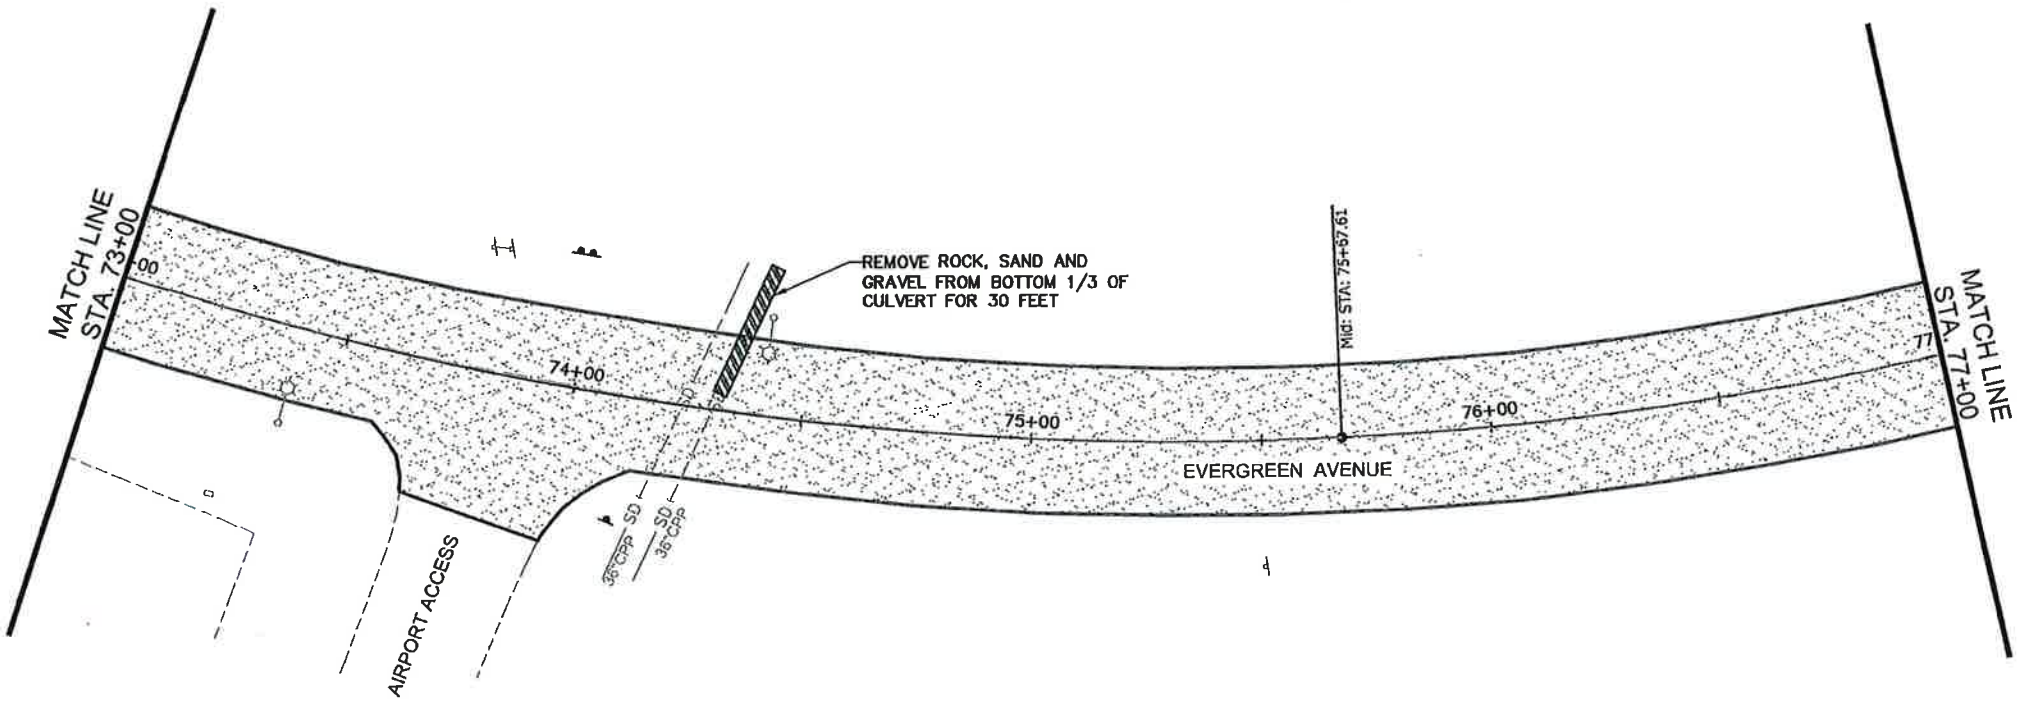 MATCH LINE
STA. 73+00
-00
74+00
REMOVE ROCK, SAND AND
GRAVEL FROM BOTTOM 1/3 OF
CULVERT FOR 30 FEET
SD
75+00
Mid: STA: 75+67.61
76+00
77
MATCH LINE
STA. 77+00
EVERGREEN AVENUE
36"CPP
SD
36"CPP
SD
AIRPORT ACCESS